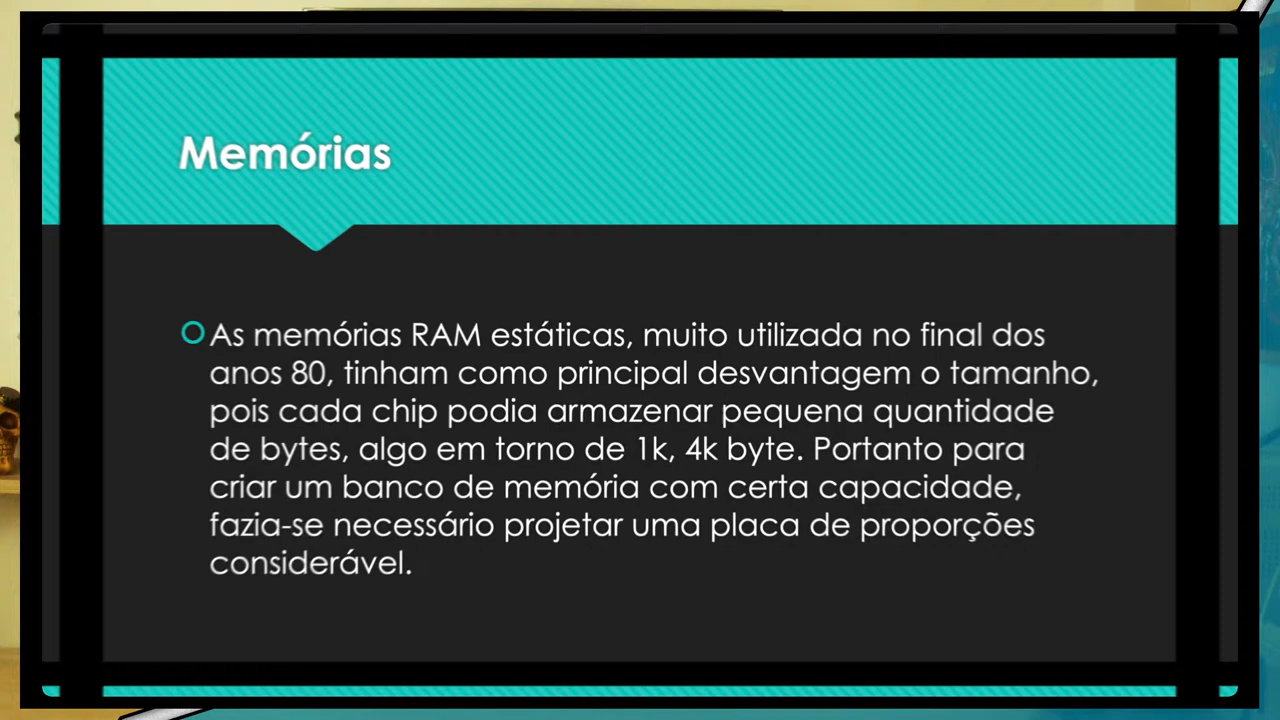 Memórias
As memórias RAM estáticas, muito utilizada no final dos
anos 80, tinham como principal desvantagem o tamanho,
pois cada chip podia armazenar pequena quantidade
de bytes, algo em torno de 1k, 4k byte. Portanto para
criar um banco de memória com certa capacidade,
fazia-se necessário projetar uma placa de proporções
considerável.